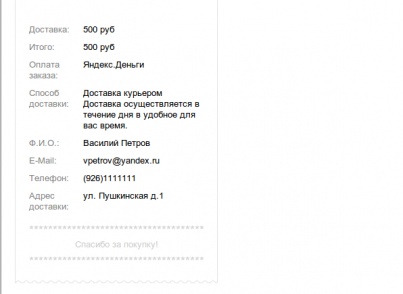 Доставка: 500 руб
Итого: 500 руб
Оплата заказа: Яндекс.Деньги
Способ доставки: Доставка курьером
Доставка осуществляется в
течение дня в удобное для
вас время.
Ф.И.О.: Василий Петров
E-Mail: vpetrov@yandex.ru
Телефон: (926)1111111
Адрес доставки: ул. Пушкинская д.1
Спасибо за покупку!